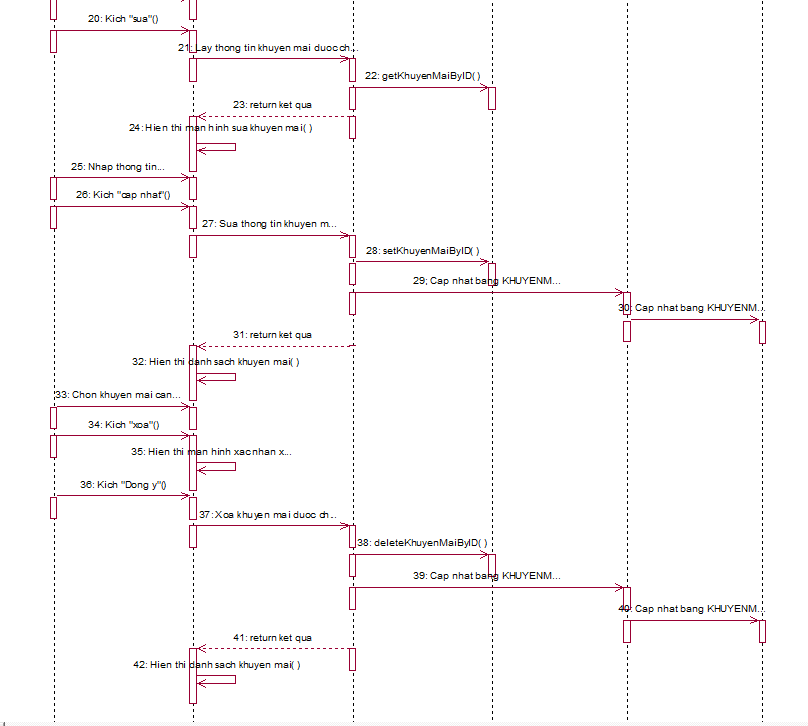 20: Kich "sua"()
21: Lay thong tin khuyen mai duoc ch...
22: getKhuyenMaiByID( )
23: return ket qua
24: Hien thi man hinh sua khuyen mai( )
25: Nhap thong tin...
26: Kich "cap nhat"()
27: Sua thong tin khuyen m...
28: setKhuyenMaiByID( )
29: Cap nhat bang KHUYENM...
30: Cap nhat bang KHUYENM...
31: return ket qua
32: Hien thi danh sach khuyen mai( )
33: Chon khuyen mai can...
34: Kich "xoa"()
35: Hien thi man hinh xac nhan x...
36: Kich "Dong y"()
37: Xoa khuyen mai duoc ch...
38: deleteKhuyenMaiByID( )
39: Cap nhat bang KHUYENM...
40: Cap nhat bang KHUYENM...
41: return ket qua
42: Hien thi danh sach khuyen mai( )